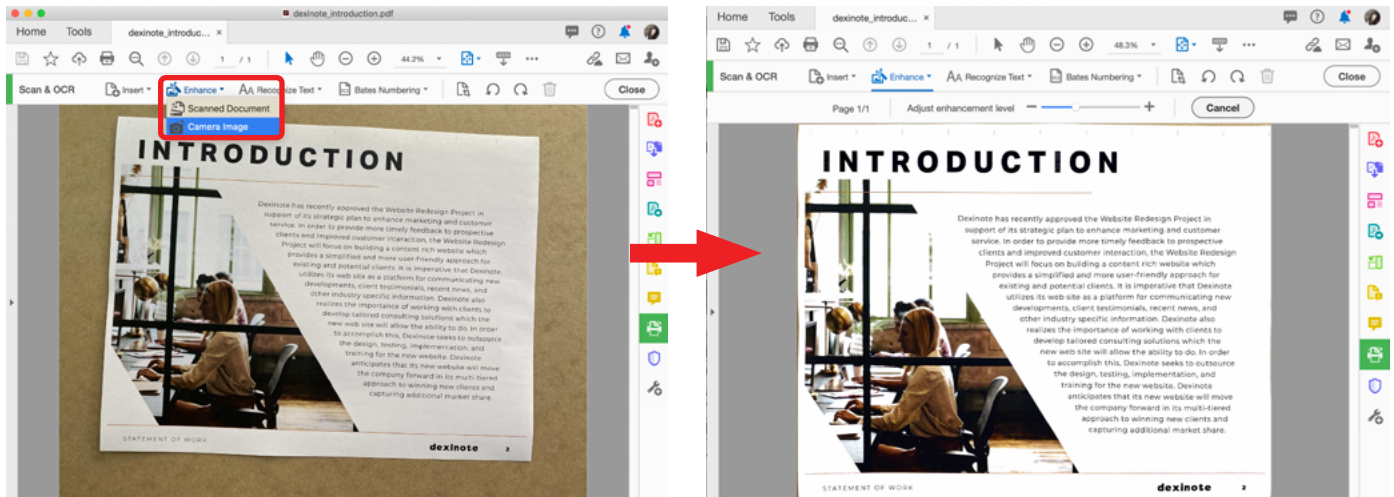 dexinote_introduction.pdf
Home Tools dexinote_introduc... ×
1 / 1 44.2%
Scan & OCR Insert Enhance Recognize Text Bates Numbering Close
Scanned Document
Camera Image
INTRODUCTION
Dexinote has recently approved the Website Redesign Project in
support of its strategic plan to enhance marketing and customer
service. In order to provide more timely feedback to prospective
clients and improved customer interaction, the Website Redesign
Project will focus on building a content rich website which
provides a simplified and more user-friendly approach for
existing and potential clients. It is imperative that Dexinote
utilizes its web site as a platform for communicating new
developments, client testimonials, recent news, and
other industry specific information. Dexinote also
realizes the importance of working with clients to
develop tailored consulting solutions which the
new web site will allow the ability to do. In order
to accomplish this, Dexinote seeks to outsource
the design, testing, implementation, and
training for the new website. Dexinote
anticipates that its new website will move
the company forward in its multi-tiered
approach to winning new clients and
capturing additional market share.
STATEMENT OF WORK dexinote 2
Home Tools dexinote_introduc... ×
1 / 1 48.3%
Scan & OCR Insert Enhance AA Recognize Text Bates Numbering Close
Page 1/1 Adjust enhancement level Cancel
INTRODUCTION
Dexinote has recently approved the Website Redesign Project in
support of its strategic plan to enhance marketing and customer
service. In order to provide more timely feedback to prospective
clients and improved customer interaction, the Website Redesign
Project will focus on building a content rich website which
provides a simplified and more user-friendly approach for
existing and potential clients. It is imperative that Dexinote
utilizes its web site as a platform for communicating new
developments, client testimonials, recent news, and
other industry specific information. Dexinote also
realizes the importance of working with clients to
develop tailored consulting solutions which the
new web site will allow the ability to do. In order
to accomplish this, Dexinote seeks to outsource
the design, testing, implementation, and
training for the new website. Dexinote
anticipates that its new website will move
the company forward in its multi-tiered
approach to winning new clients and
capturing additional market share.
STATEMENT OF WORK dexinote 2